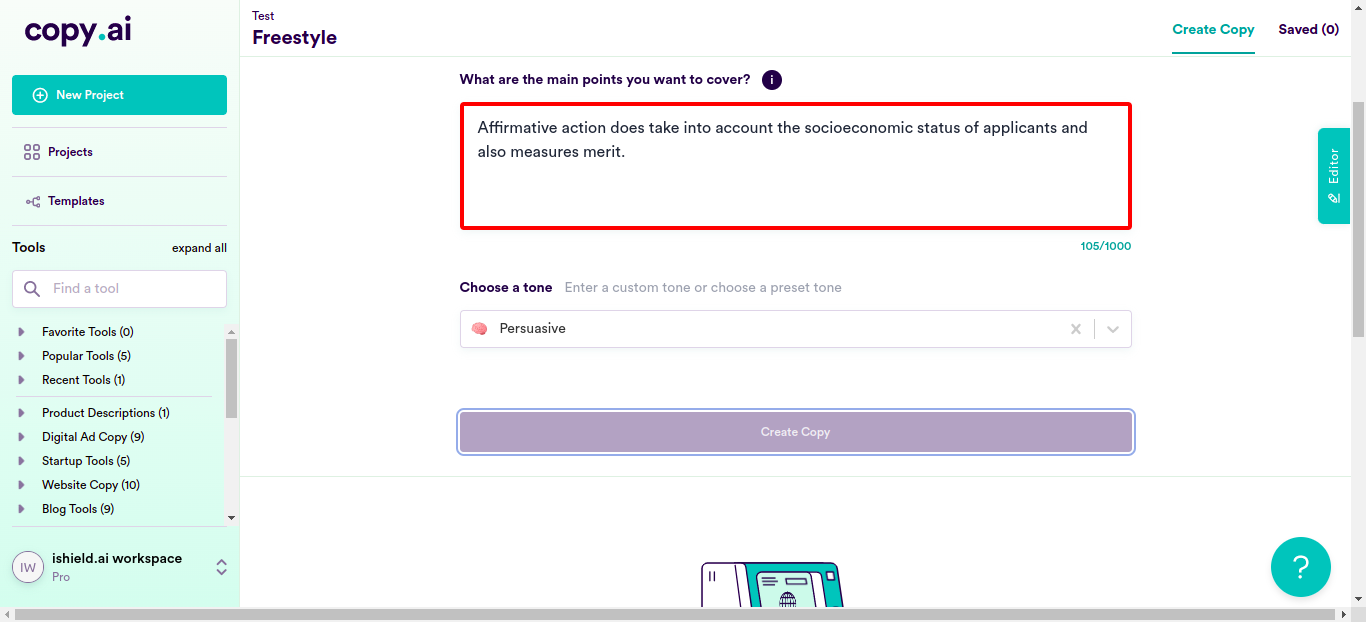 copy.ai
New Project
Projects
Templates
Tools
expand all
Find a tool
Favorite Tools (0)
Popular Tools (5)
Recent Tools (1)
Product Descriptions (1)
Digital Ad Copy (9)
Startup Tools (5)
Website Copy (10)
Blog Tools (9)
IW
ishield.ai workspace
Pro
Test
Freestyle
Create Copy
Saved (0)
What are the main points you want to cover?
i
Affirmative action does take into account the socioeconomic status of applicants and
also measures merit.
105/1000
Choose a tone
Enter a custom tone or choose a preset tone
Persuasive
Create Copy
Editor
?